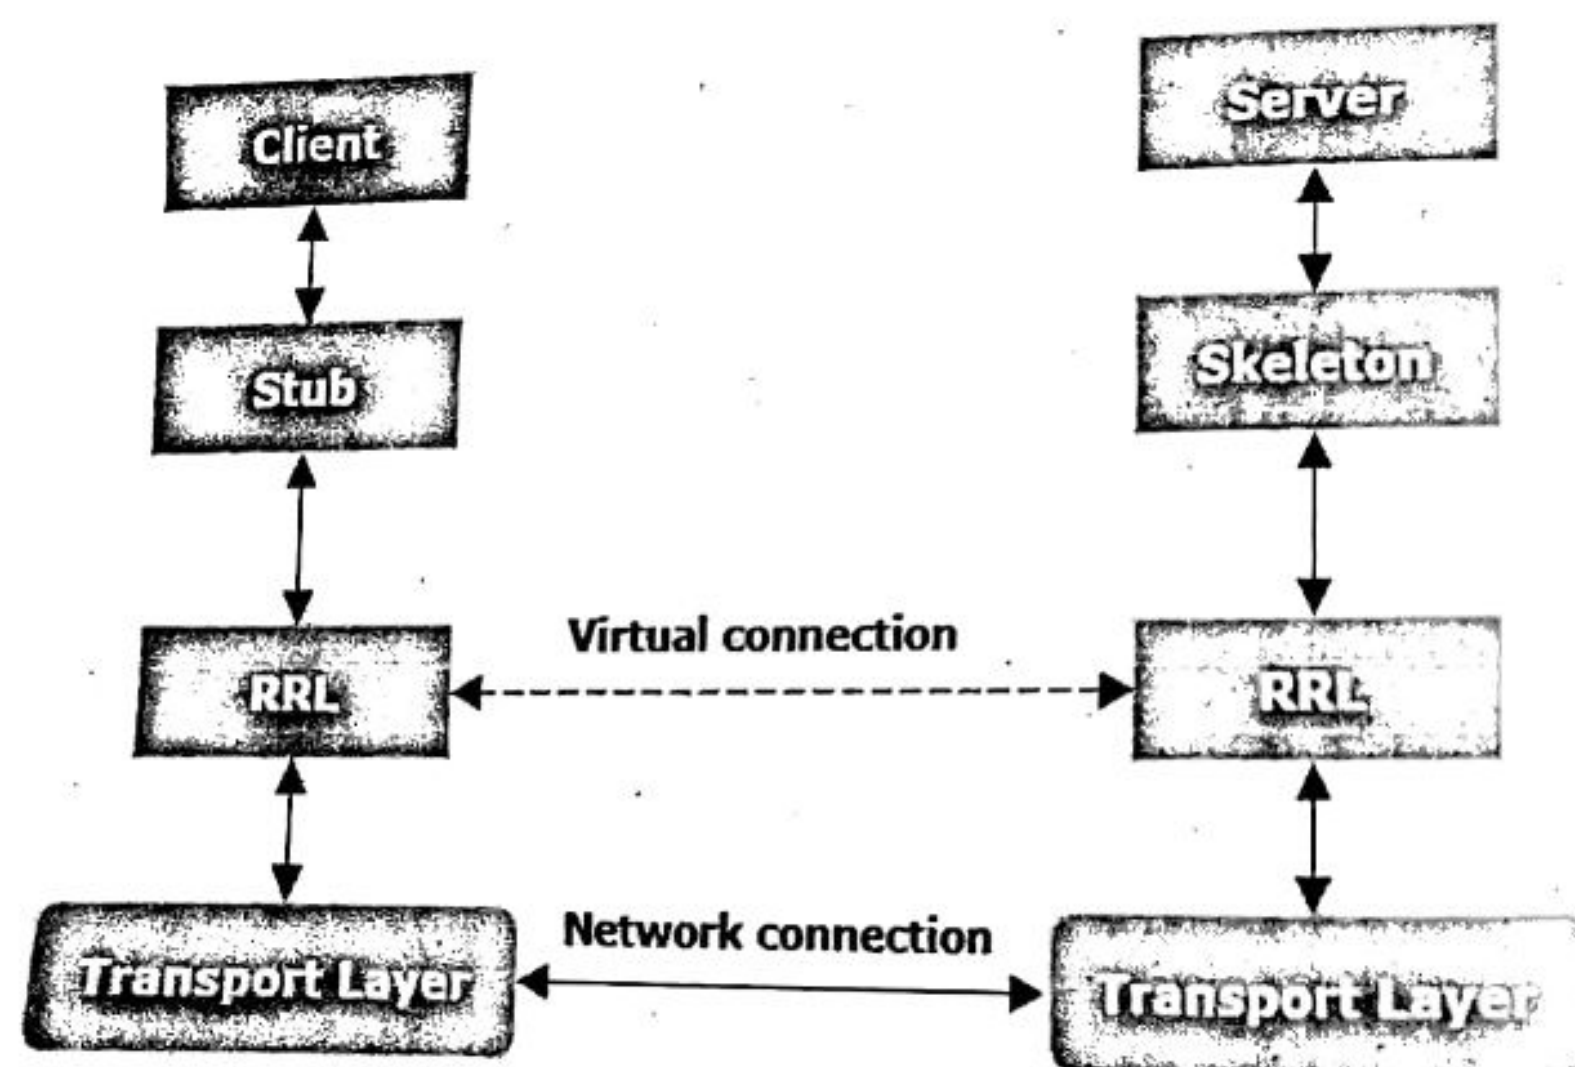 Client
Server
Stub
Skeleton
Virtual connection
RRL
RRL
Network connection
Transport Layer
Transport Layer